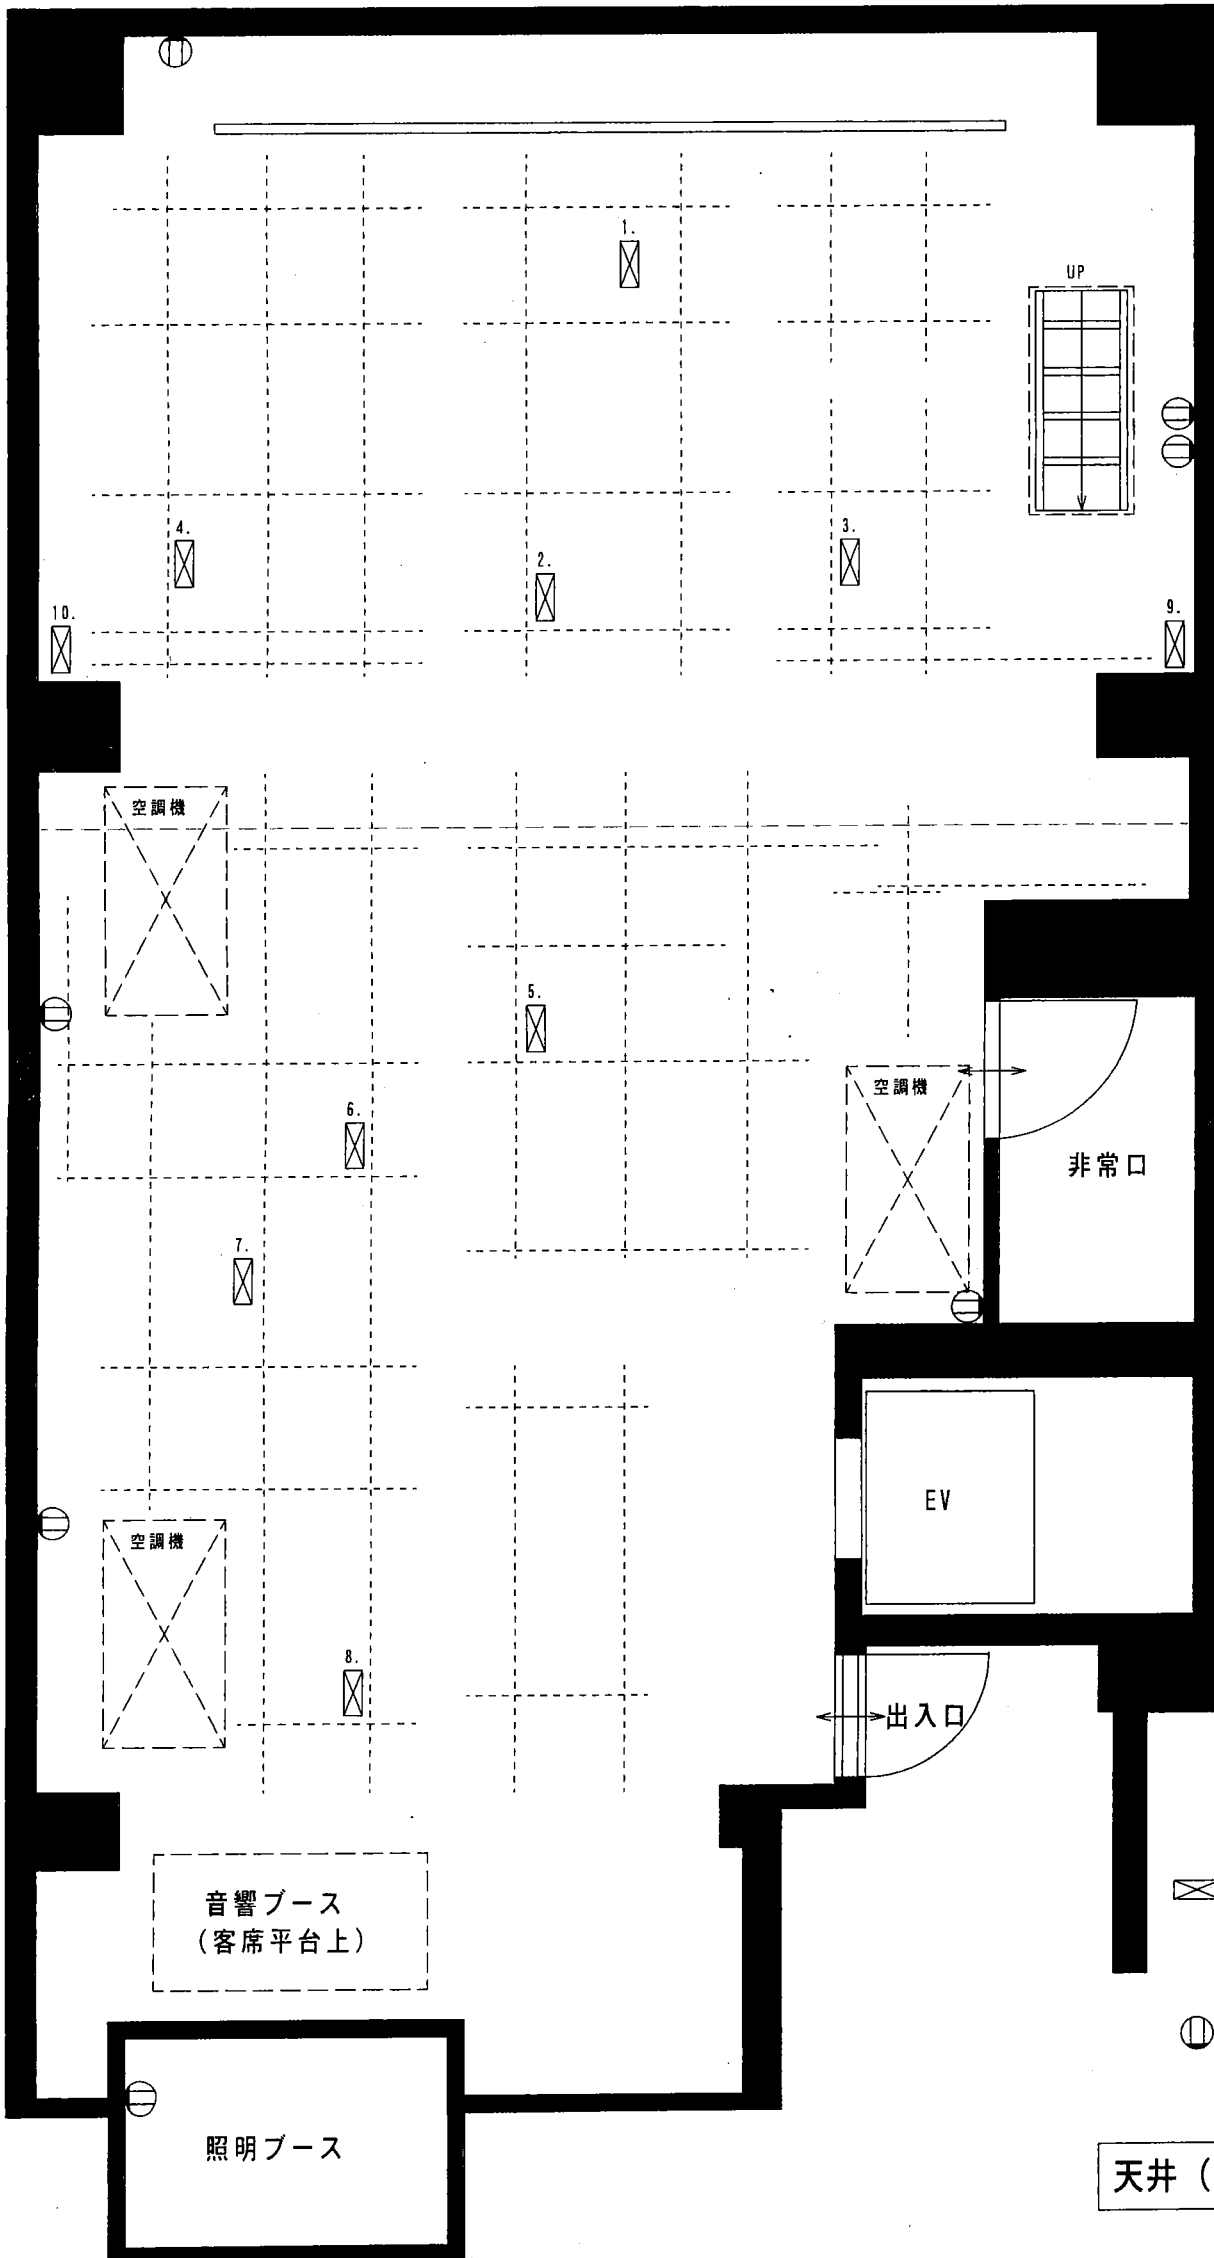 1.
UP
4.
3.
2.
10.
9.
空調機
5.
空調機
6.
非常口
7.
EV
空調機
8.
出入口
音響ブース
(客席平台上)
照明ブース
天井(